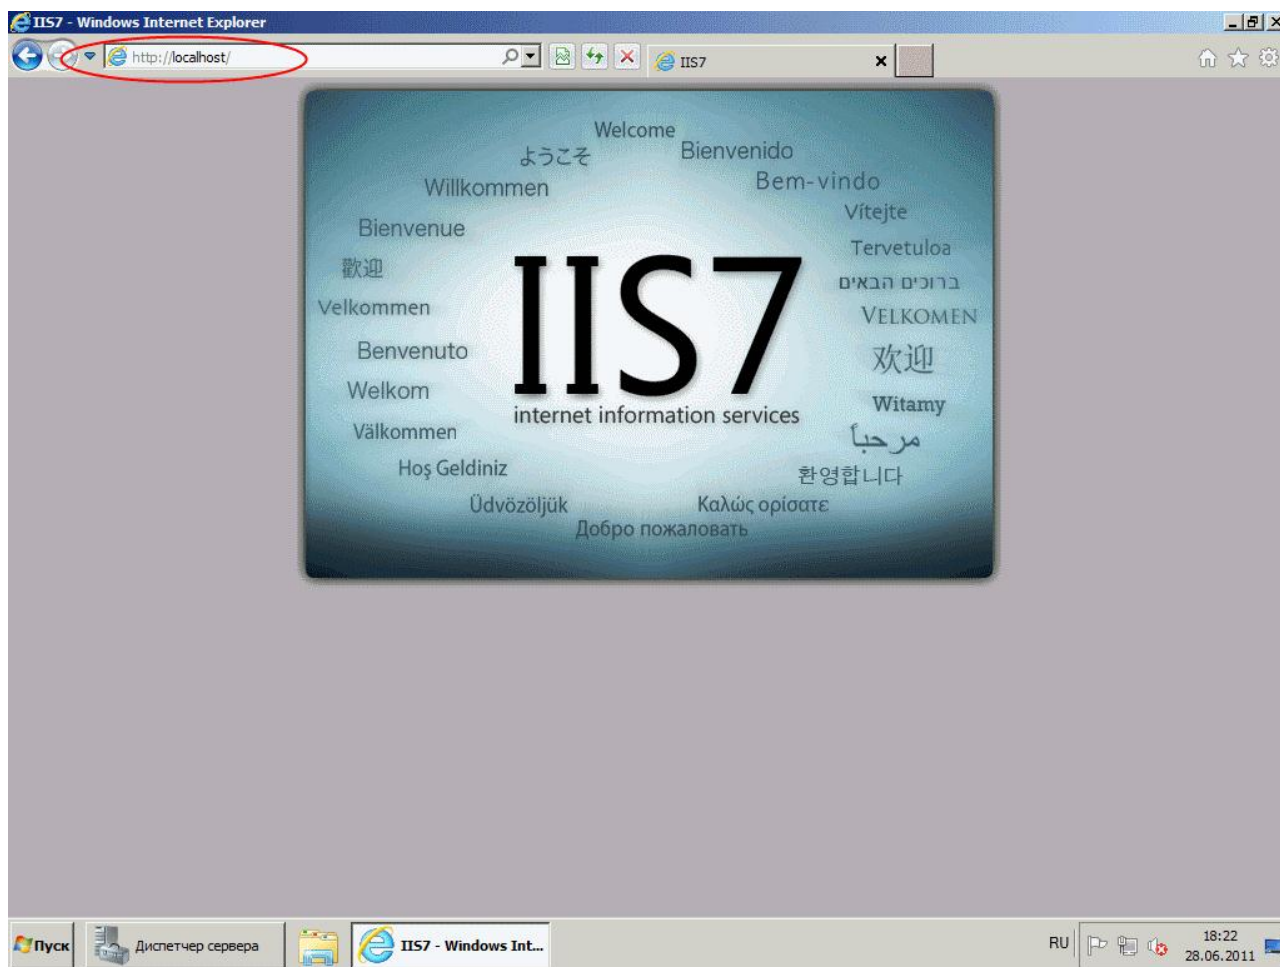 IIS7 - Windows Internet Explorer
http://localhost/
IIS7
Welcome
Bienvenido
ようこそ
Bem-vindo
Willkommen
Vítejte
Bienvenue
Tervetuloa
歡迎
ברוכים הבאים
Velkommen
VELKOMEN
Benvenuto
欢迎
Welkom
Witamy
IIS7
internet information services
Välkommen
مرحباً
Hoş Geldiniz
환영합니다
Üdvözöljük
Καλώς ορίσατε
Добро пожаловать
Пуск
Диспетчер сервера
IIS7 - Windows Int...
RU
18:22
28.06.2011